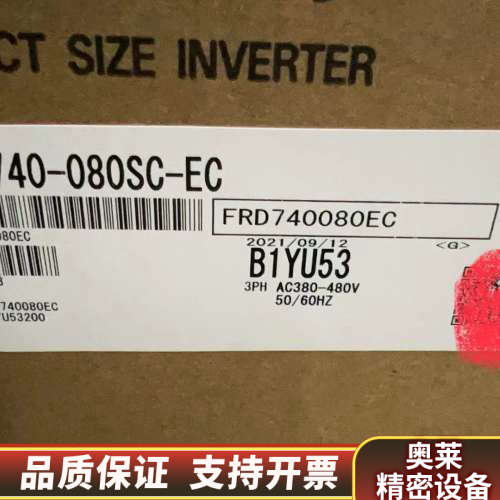 CT SIZE INVERTER
740-080SC-EC
FRD740080EC
0080EC
2021/09/12
<G>
B1YU53
3PH AC380-480V
50/60HZ
740080EC
YU53200
品质保证 支持开票
奥莱
精密设备